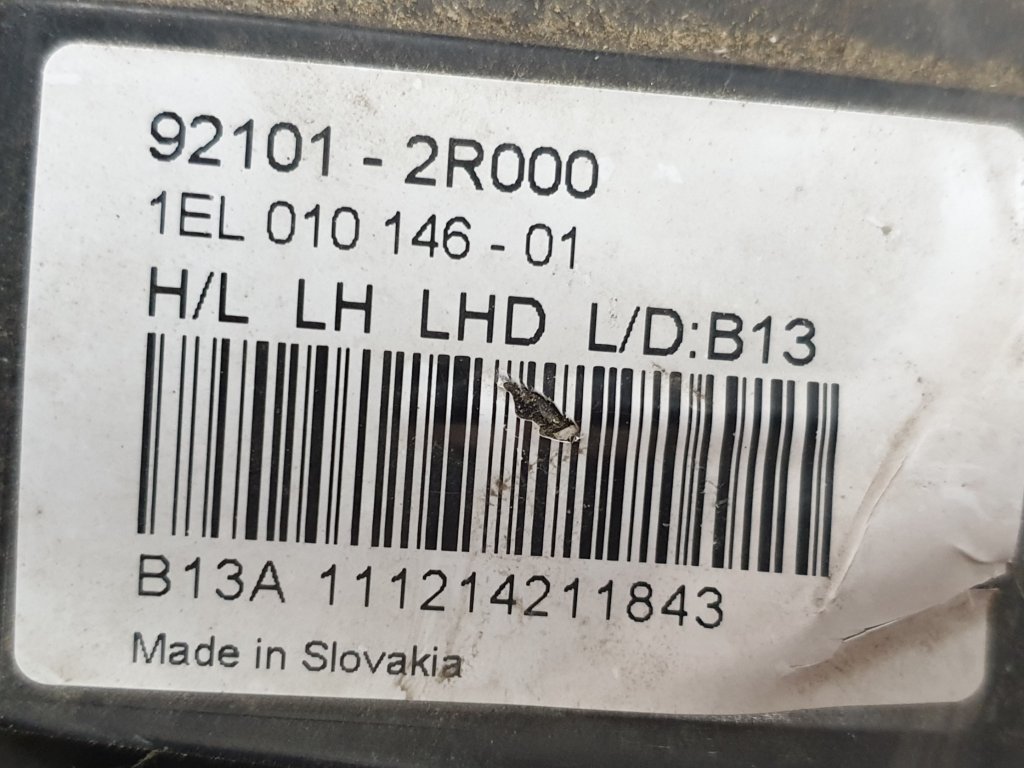 92101 - 2R000
1EL 010 146 - 01
H/L LH LHD L/D:B13
B13A 111214211843
Made in Slovakia